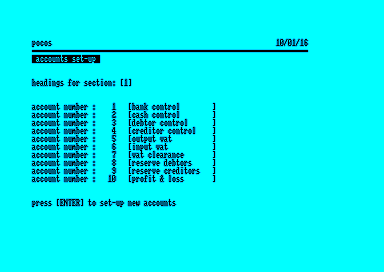 pocos 10/01/16
accounts set-up
headings for section: [1]
account number : 1 [bank control ]
account number : 2 [cash control ]
account number : 3 [debtor control ]
account number : 4 [creditor control ]
account number : 5 [output vat ]
account number : 6 [input vat ]
account number : 7 [vat clearance ]
account number : 8 [reserve debtors ]
account number : 9 [reserve creditors ]
account number : 10 [profit & loss ]
press [ENTER] to set-up new accounts